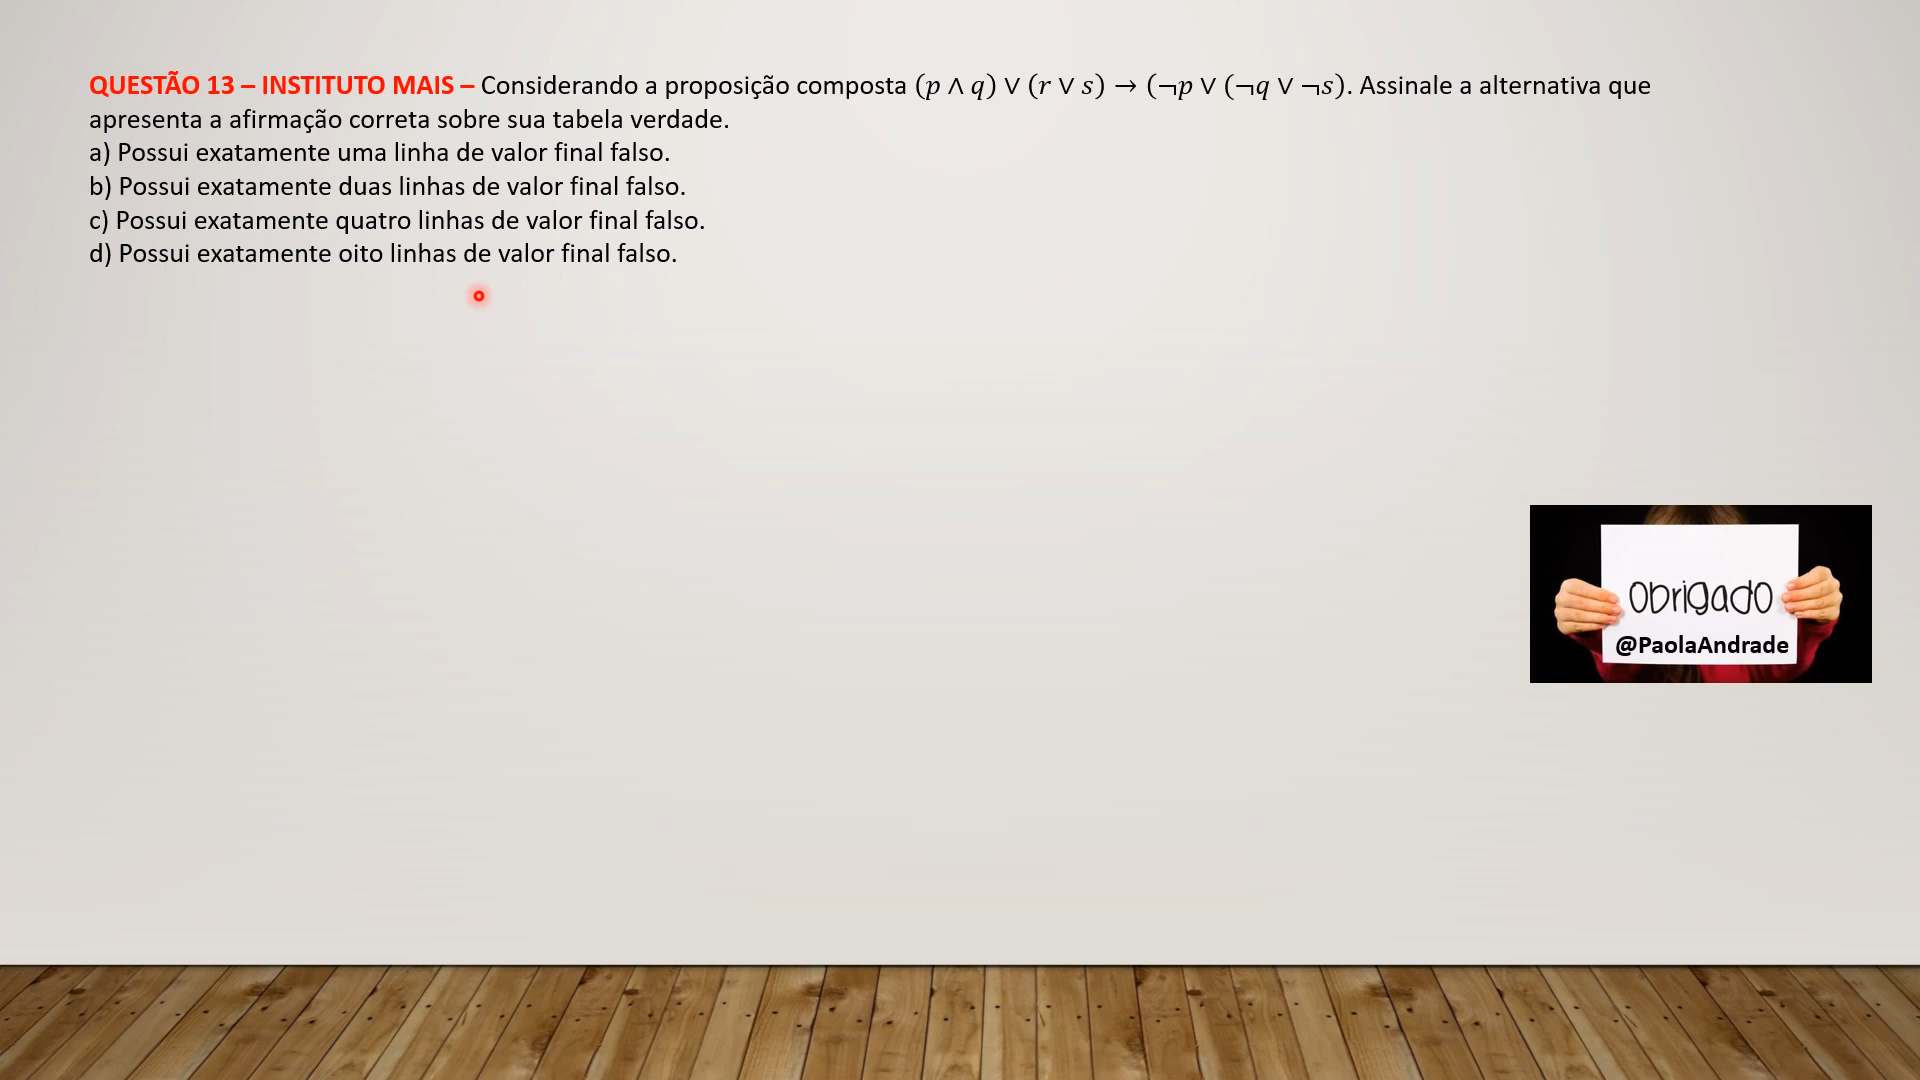 QUESTÃO 13 – INSTITUTO MAIS – Considerando a proposição composta (p ∧ q) ∨ (r ∨ s) → (¬p ∨ (¬q ∨ ¬s). Assinale a alternativa que
apresenta a afirmação correta sobre sua tabela verdade.
a) Possui exatamente uma linha de valor final falso.
b) Possui exatamente duas linhas de valor final falso.
c) Possui exatamente quatro linhas de valor final falso.
d) Possui exatamente oito linhas de valor final falso.
Obrigado
@PaolaAndrade